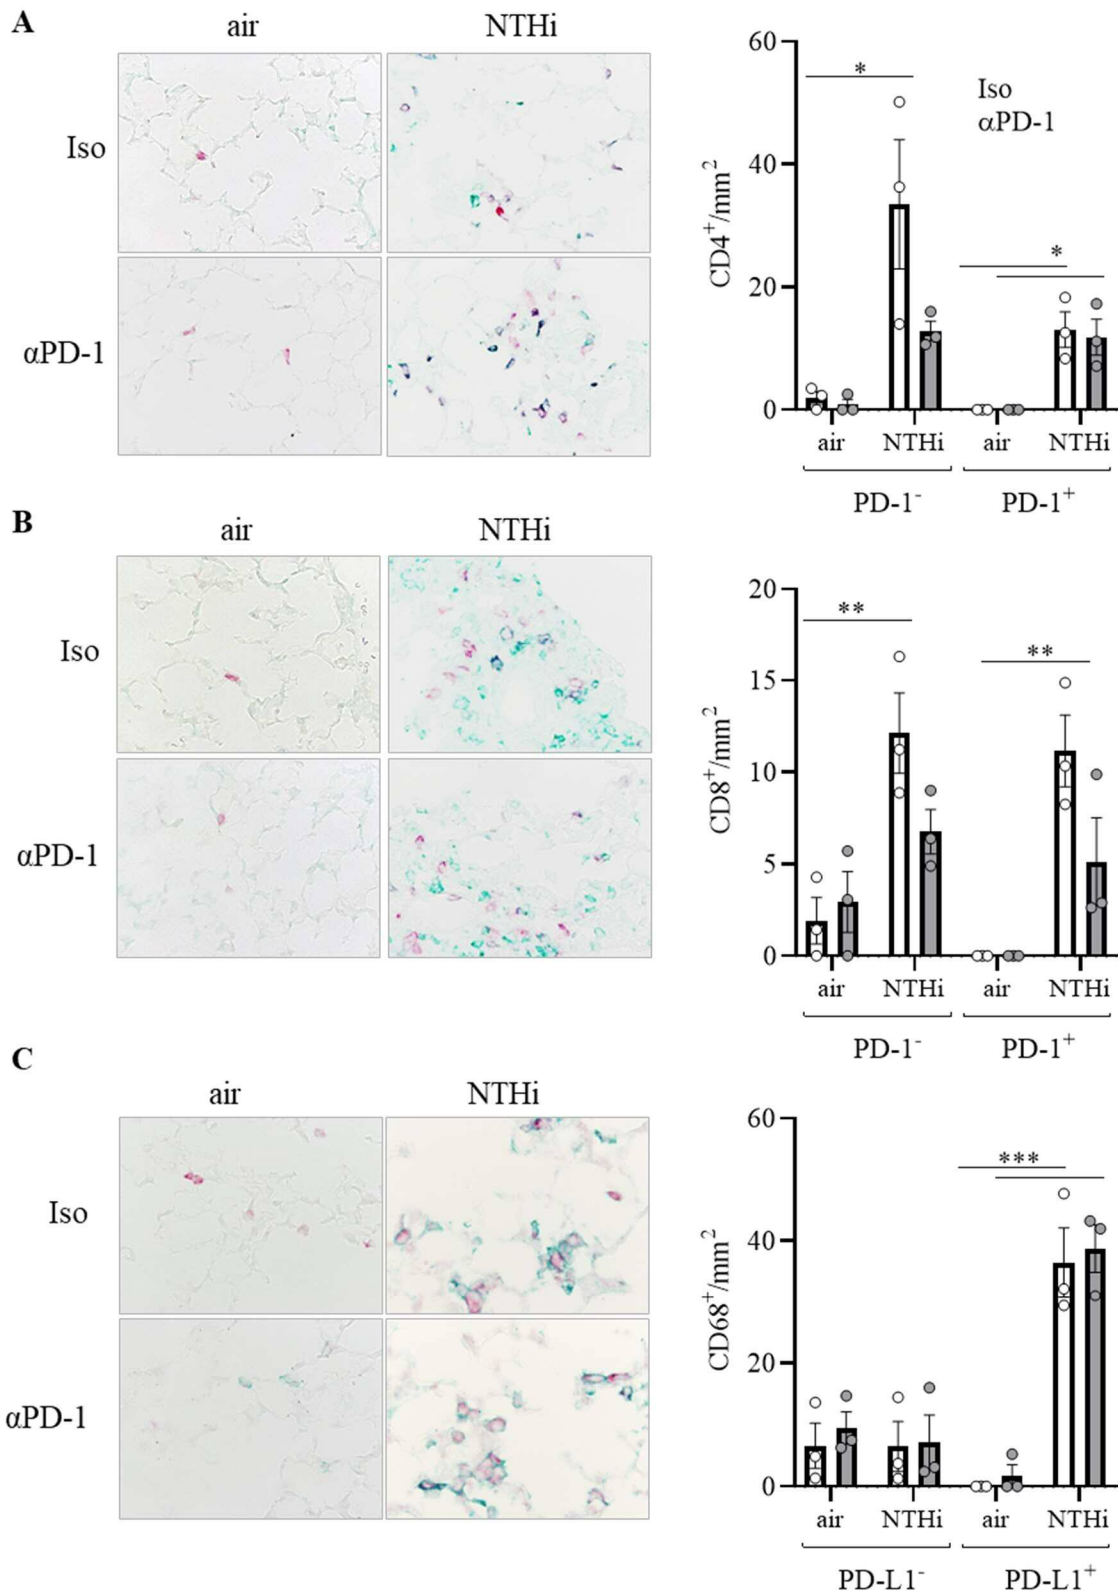 A
air NTHi
Iso
αPD-1
60
40
20
0
CD4⁺/mm²
*
*
Iso
αPD-1
air NTHi air NTHi
PD-1⁻ PD-1⁺
B
air NTHi
Iso
αPD-1
20
15
10
5
0
CD8⁺/mm²
**
**
air NTHi air NTHi
PD-1⁻ PD-1⁺
C
air NTHi
Iso
αPD-1
60
40
20
0
CD68⁺/mm²
***
air NTHi air NTHi
PD-L1⁻ PD-L1⁺